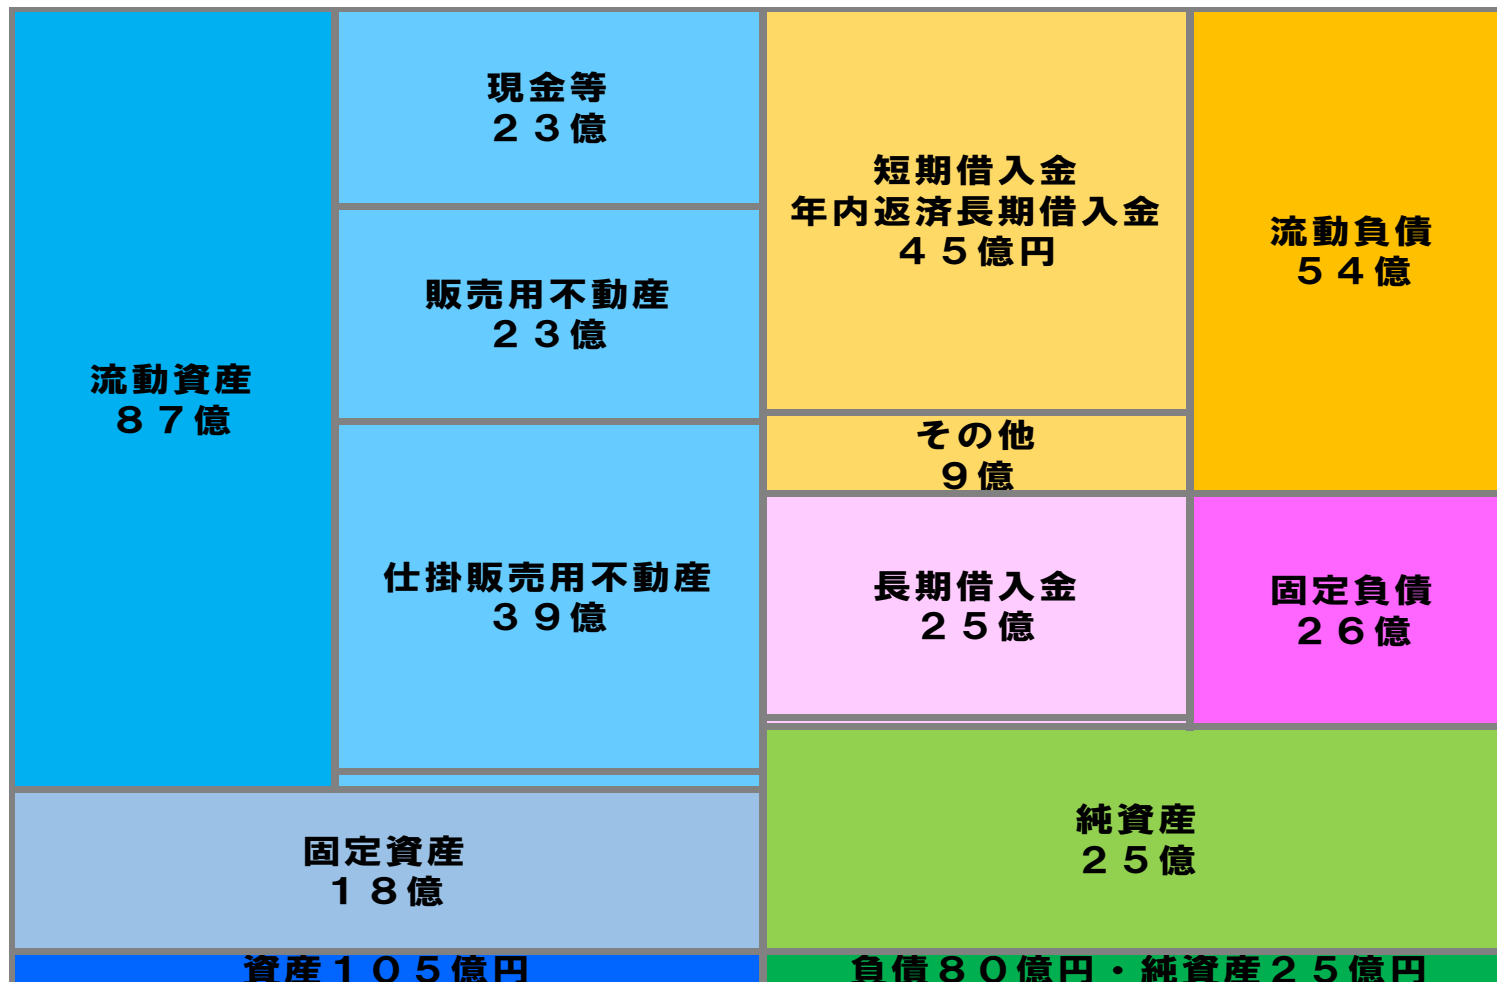 流動資産
８７億
現金等
２３億
販売用不動産
２３億
仕掛販売用不動産
３９億
固定資産
１８億
資産１０５億円
短期借入金
年内返済長期借入金
４５億円
その他
９億
長期借入金
２５億
流動負債
５４億
固定負債
２６億
純資産
２５億
負債８０億円・純資産２５億円